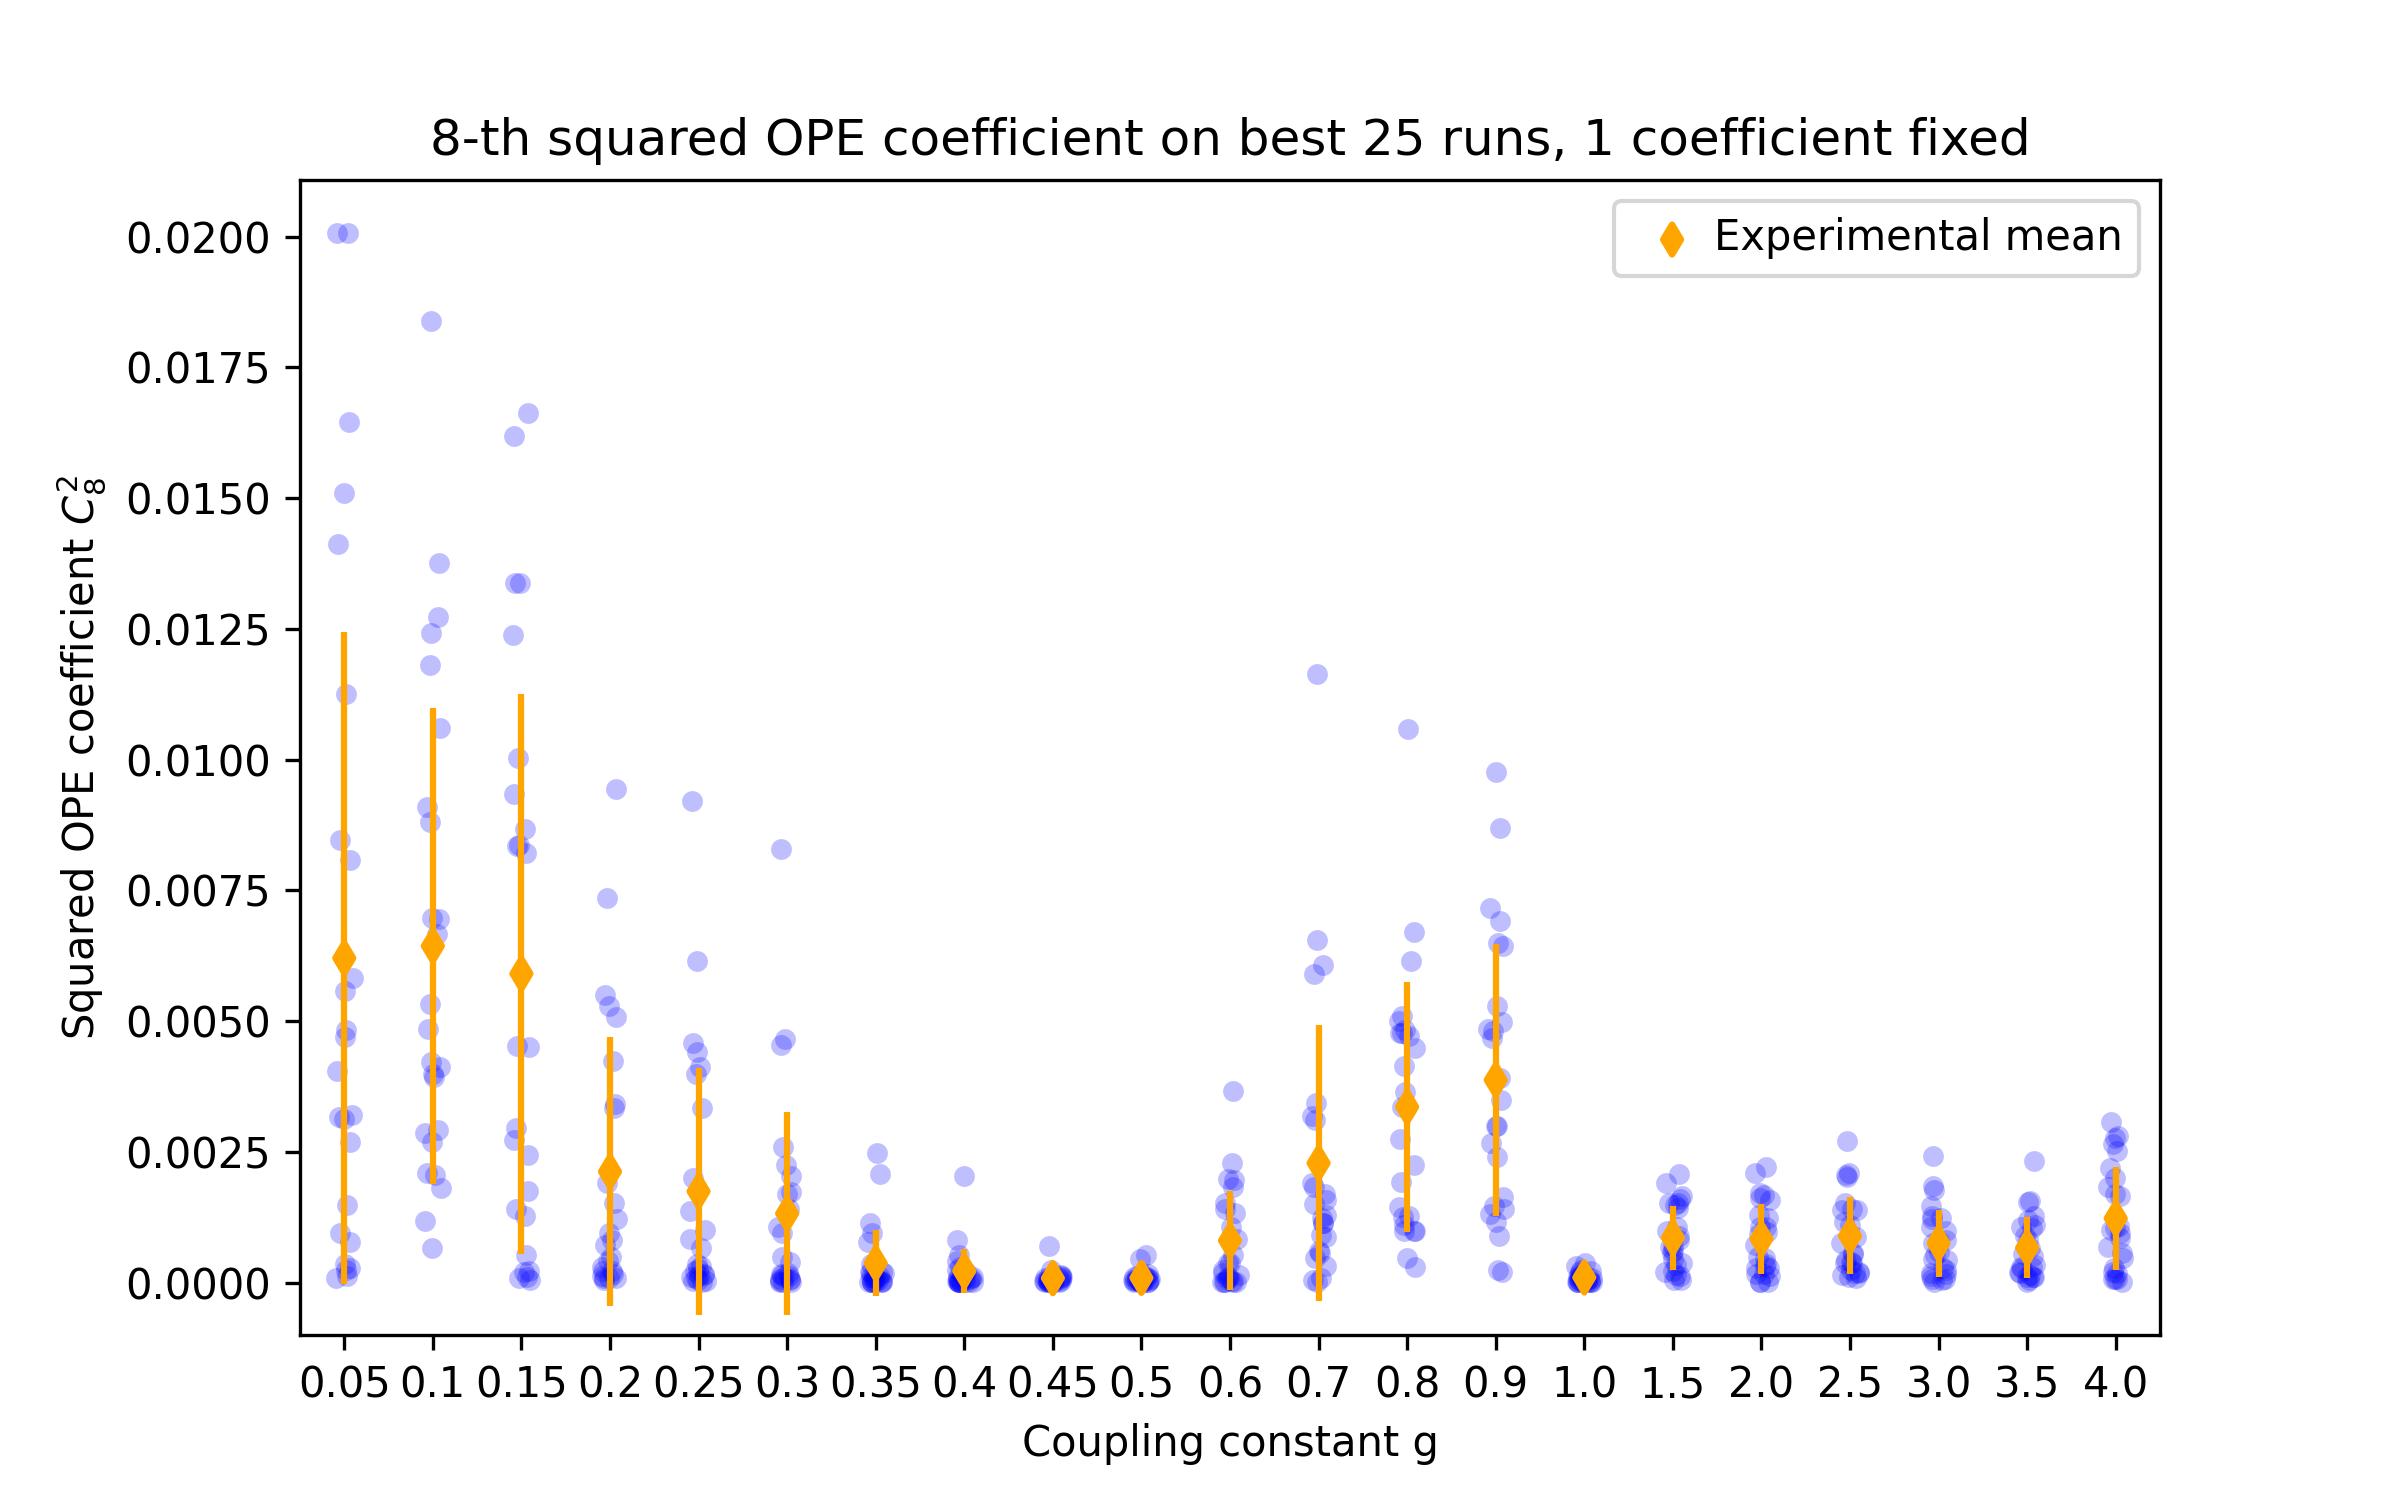 8-th squared OPE coefficient on best 25 runs, 1 coefficient fixed
Experimental mean
Squared OPE coefficient $C_8^2$
0.0200
0.0175
0.0150
0.0125
0.0100
0.0075
0.0050
0.0025
0.0000
0.05 0.1 0.15 0.2 0.25 0.3 0.35 0.4 0.45 0.5 0.6 0.7 0.8 0.9 1.0 1.5 2.0 2.5 3.0 3.5 4.0
Coupling constant g